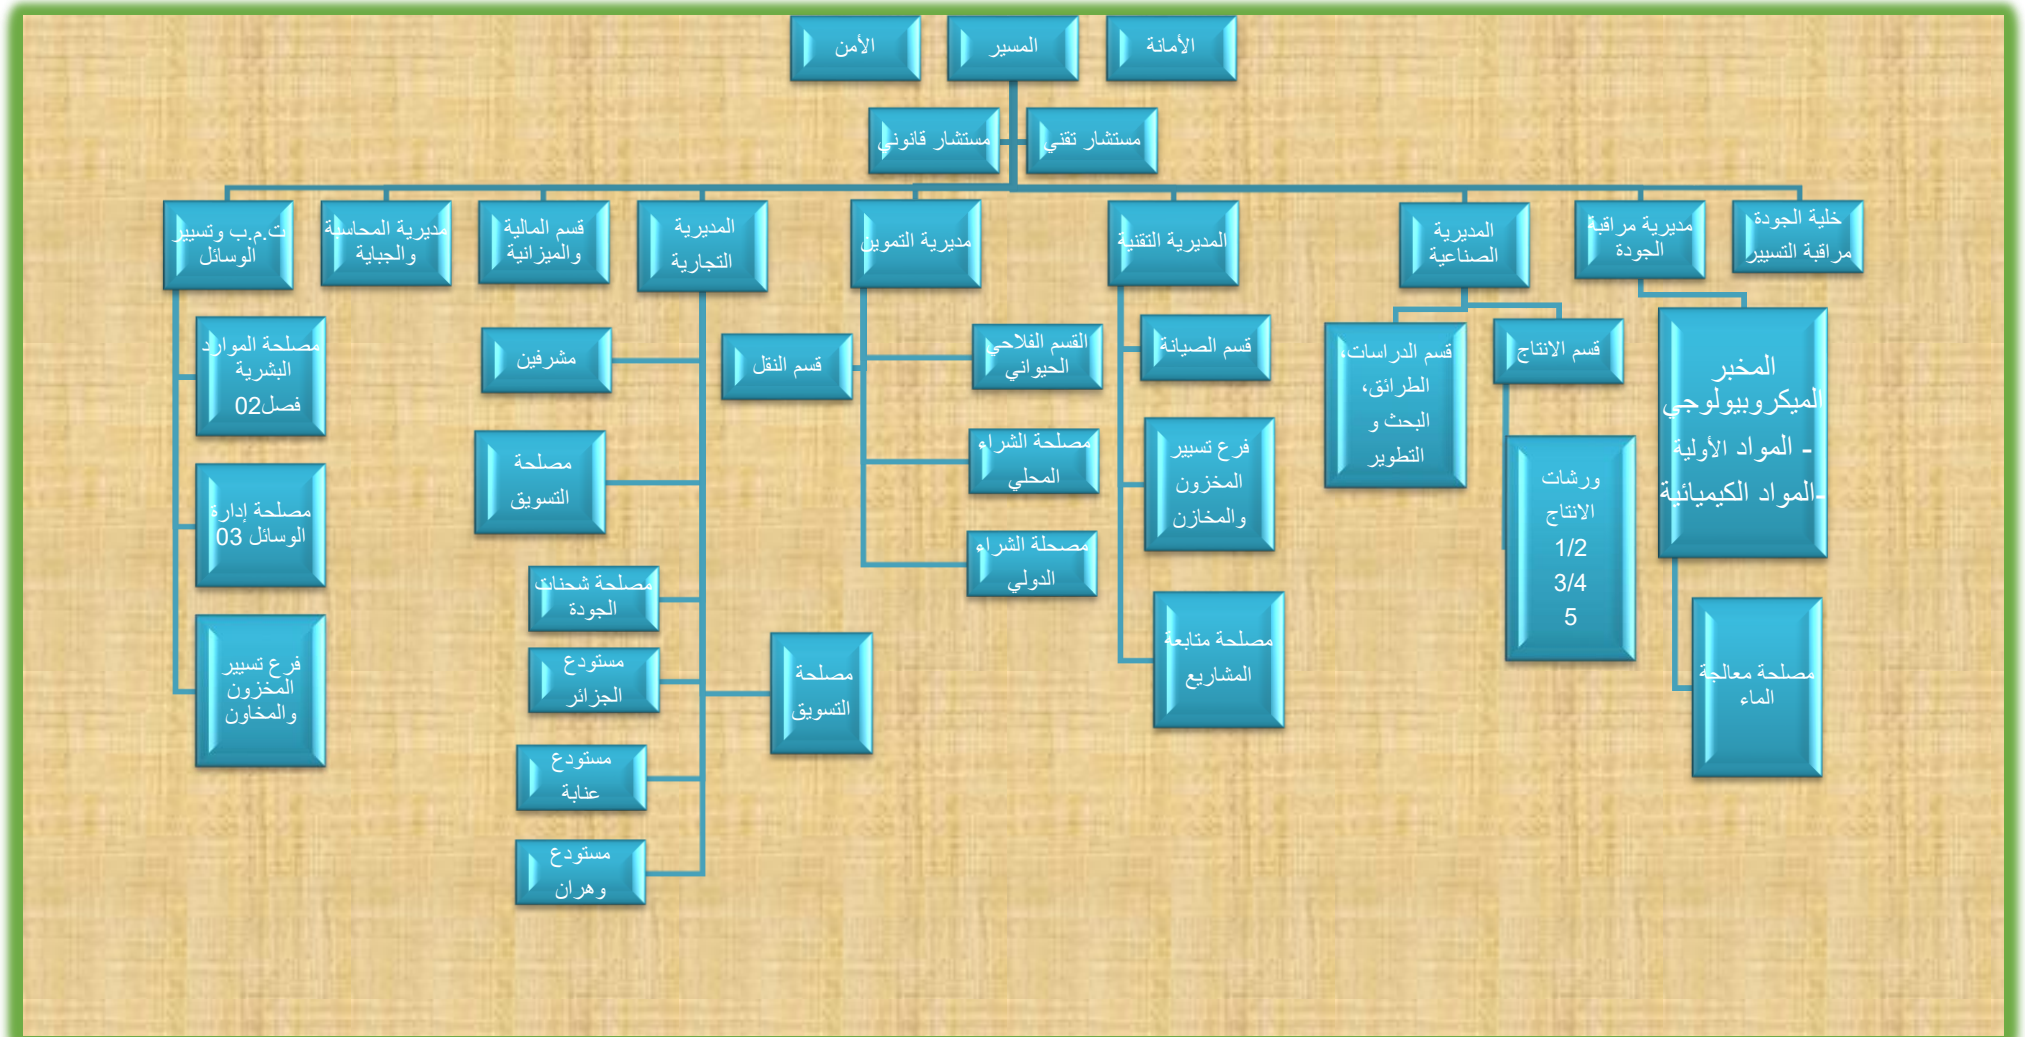 الأمانة
المسير
الأمن
مستشار تقني
مستشار قانوني
خلية الجودة
مراقبة التسيير
مديرية مراقبة
الجودة
المديرية
الصناعية
المديرية التقنية
مديرية التموين
المديرية
التجارية
قسم المالية
والميزانية
مديرية المحاسبة
والجباية
ت.م.ب وتسيير
الوسائل
المخبر
الميكروبيولوجي
- المواد الأولية
-المواد الكيميائية
مصلحة معالجة
الماء
قسم الانتاج
ورشات
الانتاج
1/2
3/4
5
قسم الدراسات،
الطرائق،
البحث و
التطوير
قسم الصيانة
فرع تسيير
المخزون
والمخازن
مصلحة متابعة
المشاريع
القسم الفلاحي
الحيواني
قسم النقل
مصلحة الشراء
المحلي
مصحلة الشراء
الدولي
مشرفين
مصلحة
التسويق
مصلحة شحنات
الجودة
مستودع
الجزائر
مصلحة
التسويق
مستودع
عنابة
مستودع
وهران
مصلحة الموارد
البشرية
فصل02
مصلحة إدارة
الوسائل 03
فرع تسيير
المخزون
والمخاون